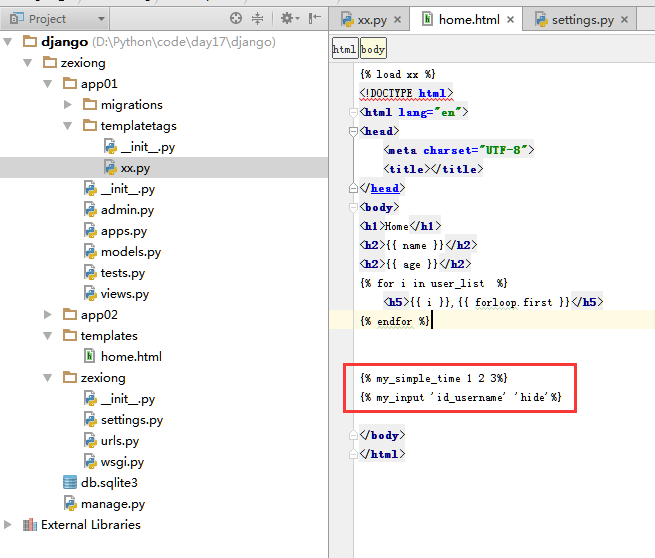 Project
django (D:\Python\code\day17\django)
zexiong
app01
migrations
templatetags
__init__.py
xx.py
__init__.py
admin.py
apps.py
models.py
tests.py
views.py
app02
templates
home.html
zexiong
__init__.py
settings.py
urls.py
wsgi.py
db.sqlite3
manage.py
External Libraries
xx.py
home.html
settings.py
html body
{% load xx %}
<!DOCTYPE html>
<html lang="en">
<head>
<meta charset="UTF-8">
<title></title>
</head>
<body>
<h1>Home</h1>
<h2>{{ name }}</h2>
<h2>{{ age }}</h2>
{% for i in user_list %}
<h5>{{ i }},{{ forloop.first }}</h5>
{% endfor %}
{% my_simple_time 1 2 3%}
{% my_input 'id_username' 'hide'%}
</body>
</html>